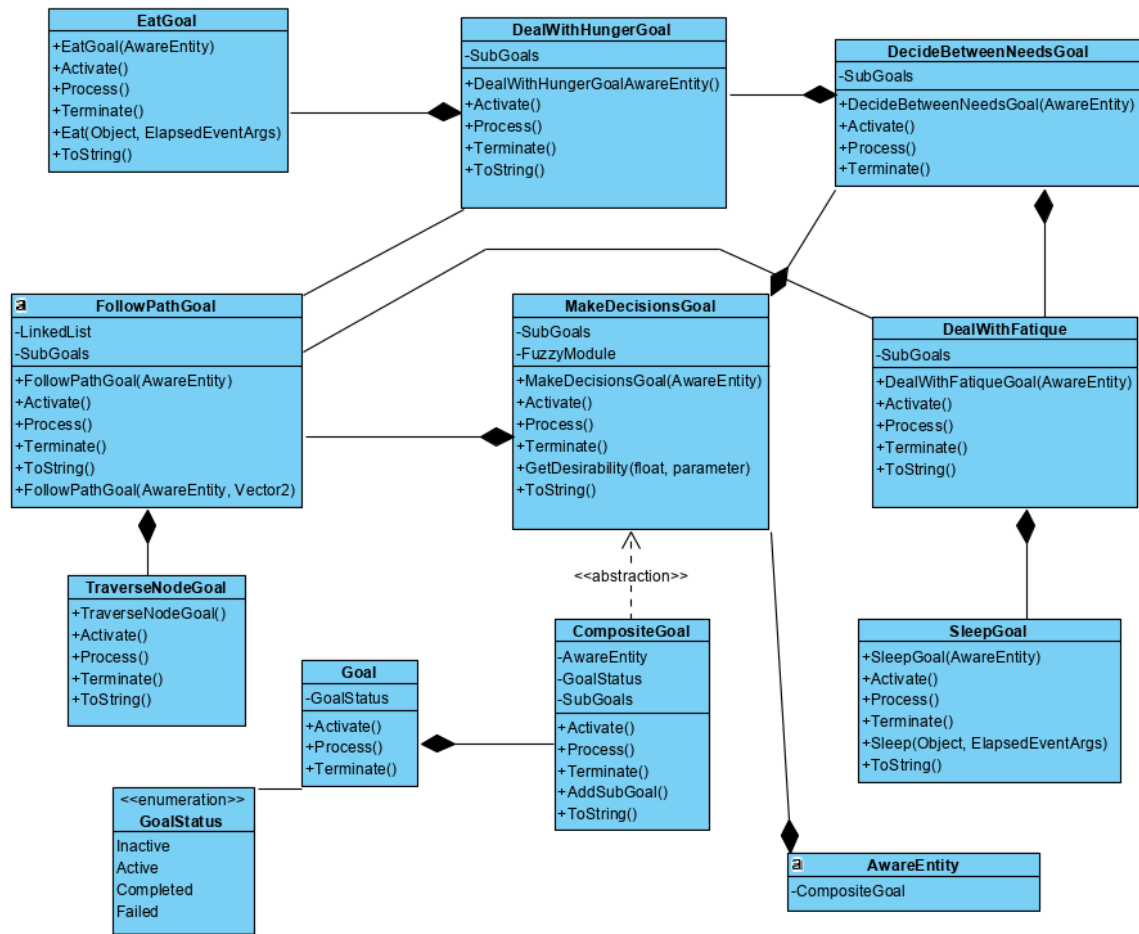 EatGoal
+EatGoal(AwareEntity)
+Activate()
+Process()
+Terminate()
+Eat(Object, ElapsedEventArgs)
+ToString()
DealWithHungerGoal
-SubGoals
+DealWithHungerGoalAwareEntity()
+Activate()
+Process()
+Terminate()
+ToString()
DecideBetweenNeedsGoal
-SubGoals
+DecideBetweenNeedsGoal(AwareEntity)
+Activate()
+Process()
+Terminate()
a
FollowPathGoal
-LinkedList
-SubGoals
+FollowPathGoal(AwareEntity)
+Activate()
+Process()
+Terminate()
+ToString()
+FollowPathGoal(AwareEntity, Vector2)
MakeDecisionsGoal
-SubGoals
-FuzzyModule
+MakeDecisionsGoal(AwareEntity)
+Activate()
+Process()
+Terminate()
+GetDesirability(float, parameter)
+ToString()
DealWithFatique
-SubGoals
+DealWithFatiqueGoal(AwareEntity)
+Activate()
+Process()
+Terminate()
+ToString()
<<abstraction>>
TraverseNodeGoal
+TraverseNodeGoal()
+Activate()
+Process()
+Terminate()
+ToString()
Goal
-GoalStatus
+Activate()
+Process()
+Terminate()
CompositeGoal
-AwareEntity
-GoalStatus
-SubGoals
+Activate()
+Process()
+Terminate()
+AddSubGoal()
+ToString()
SleepGoal
+SleepGoal(AwareEntity)
+Activate()
+Process()
+Terminate()
+Sleep(Object, ElapsedEventArgs)
+ToString()
<<enumeration>>
GoalStatus
Inactive
Active
Completed
Failed
a
AwareEntity
-CompositeGoal